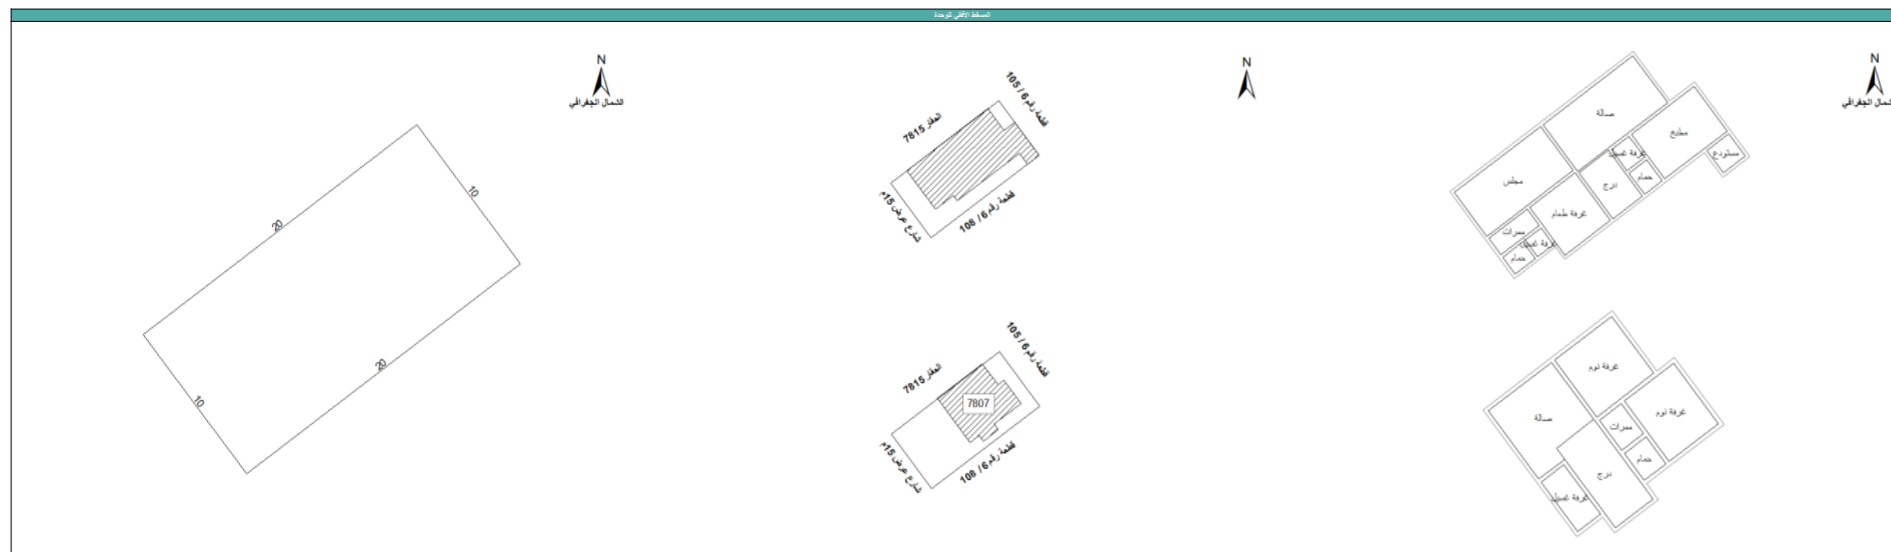 المسقط الأفقي للوحدة
N
الشمال الجغرافي
20
10
20
10
قطعة رقم 6 / 105
العقار 7815
شارع عرض 15م
قطعة رقم 6 / 108
N
قطعة رقم 6 / 105
العقار 7815
7807
شارع عرض 15م
قطعة رقم 6 / 108
N
شمال الجغرافي
صالة
مطبخ
غرفة غسيل
مستودع
حمام
درج
مجلس
غرفة طعام
ممرات
غرفة غسيل
حمام
غرفة نوم
غرفة نوم
صالة
ممرات
حمام
درج
غرفة غسيل